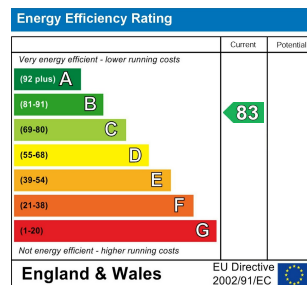 Energy Efficiency Rating
Current Potential
Very energy efficient - lower running costs
(92 plus) A
(81-91) B
83
(69-80) C
(55-68) D
(39-54) E
(21-38) F
(1-20) G
Not energy efficient - higher running costs
England & Wales
EU Directive
2002/91/EC